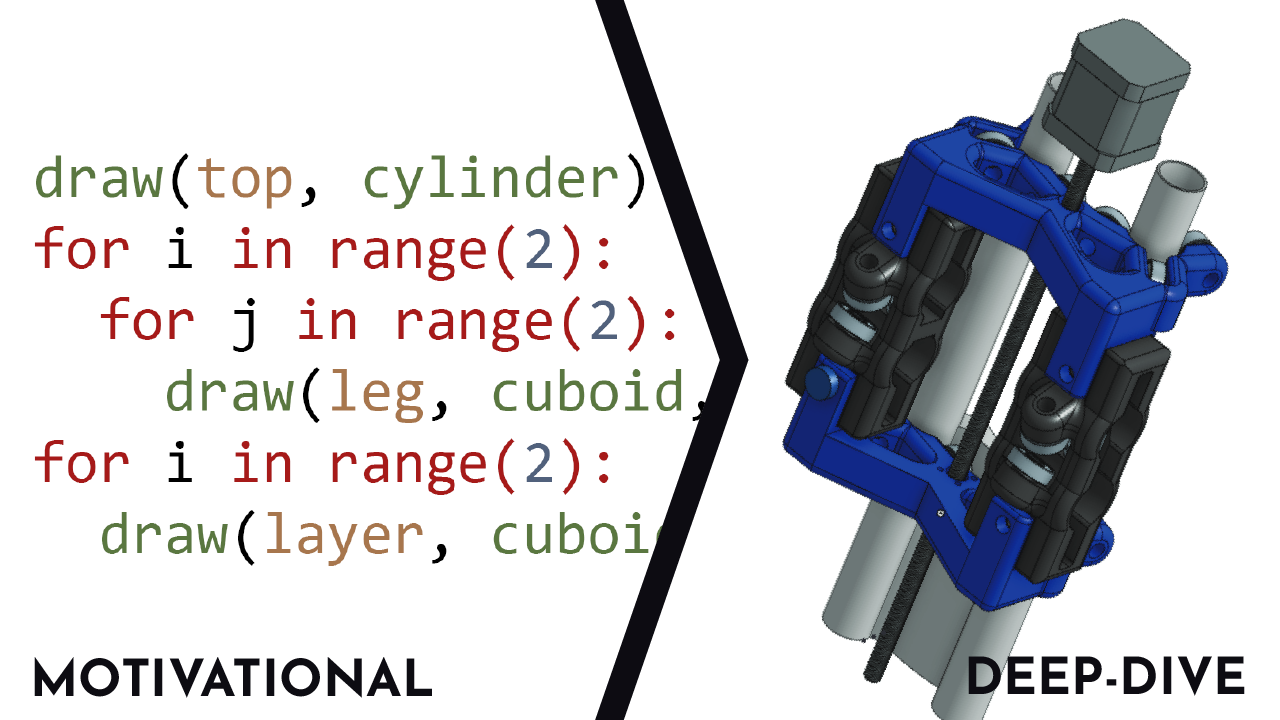 draw(top, cylinder)
for i in range(2):
for j in range(2):
draw(leg, cuboid,
for i in range(2):
draw(layer, cuboid
MOTIVATIONAL
DEEP-DIVE